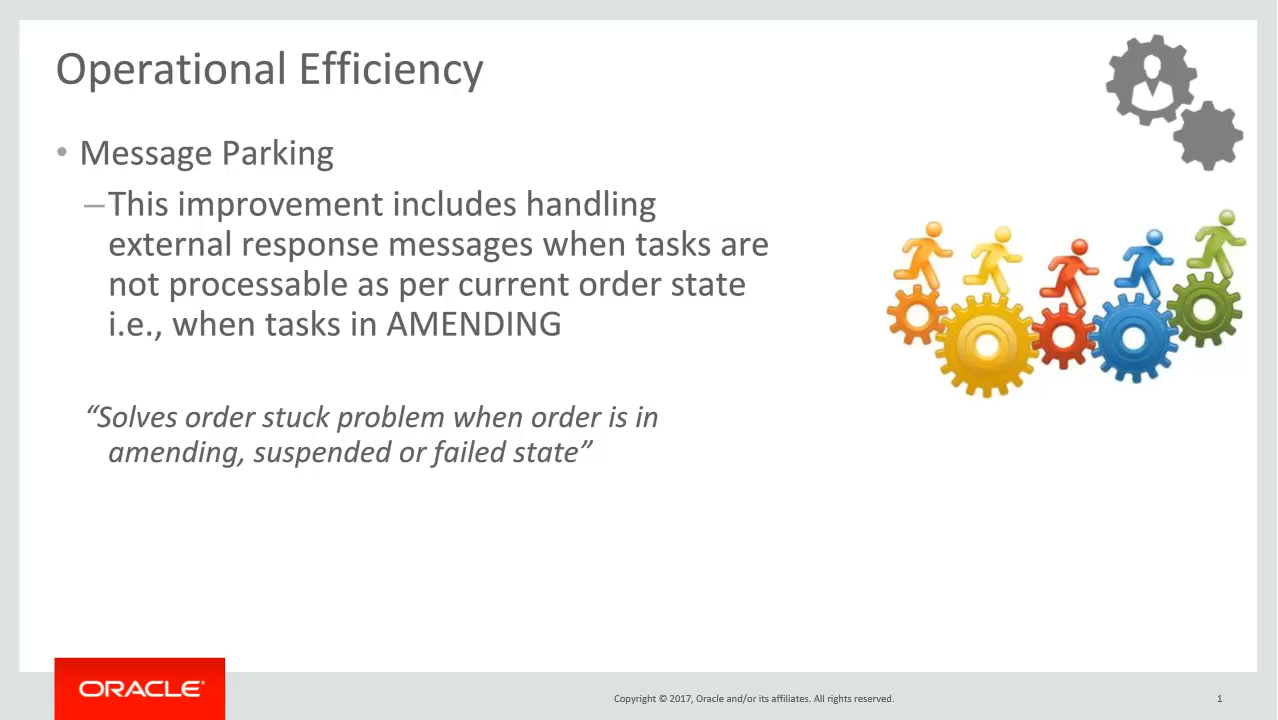 Operational Efficiency
• Message Parking
–This improvement includes handling
external response messages when tasks are
not processable as per current order state
i.e., when tasks in AMENDING
“Solves order stuck problem when order is in
amending, suspended or failed state”
ORACLE®
Copyright © 2017, Oracle and/or its affiliates. All rights reserved.
1